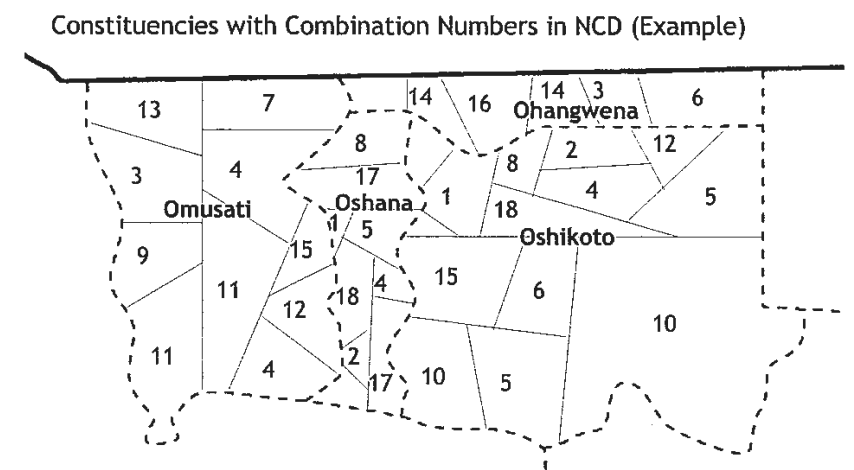 Constituencies with Combination Numbers in NCD (Example)
13 7 14 16 14 3 6
Ohangwena
8 2 12
8
3 4 17
1 4 5
Omusati Oshana 18
1 5
Oshikoto
9 15
15
11 12 18 4 6
10
11 4 2 17 10 5